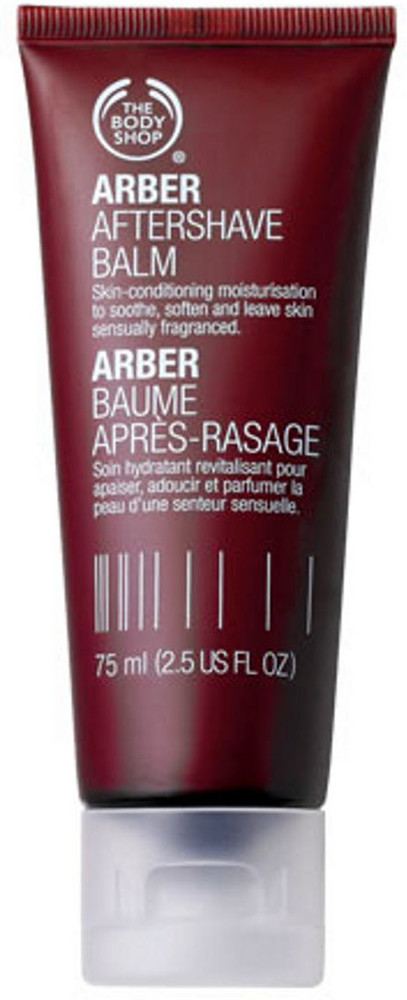 THE
BODY
SHOP
®
ARBER
AFTERSHAVE
BALM
Skin-conditioning moisturisation
to soothe, soften and leave skin
sensually fragranced.
ARBER
BAUME
APRÈS-RASAGE
Soin hydratant revitalisant pour
apaiser, adoucir et parfumer la
peau d'une senteur sensuelle.
75 ml (2.5 US FL OZ)